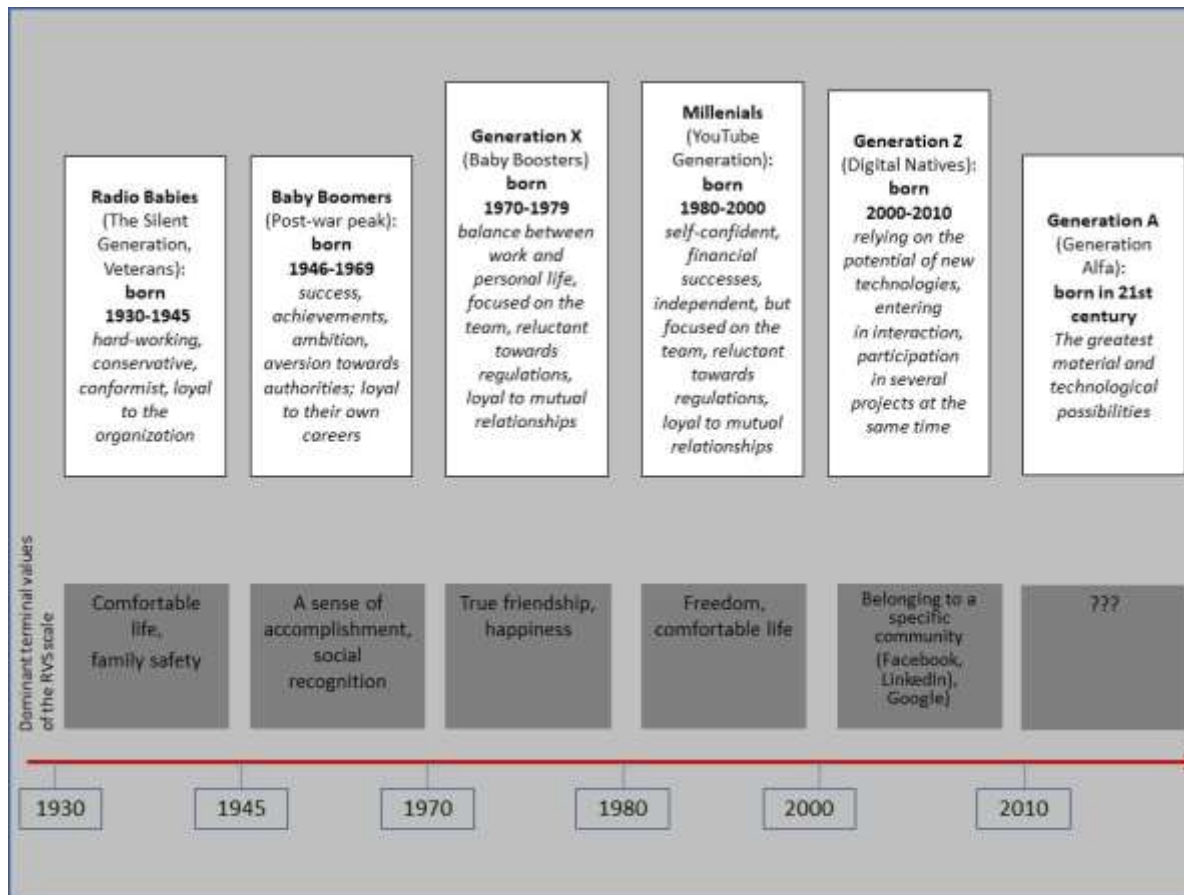 Radio Babies
(The Silent
Generation,
Veterans):
born
1930-1945
hard-working,
conservative,
conformist, loyal
to the
organization
Baby Boomers
(Post-war peak):
born
1946-1969
success,
achievements,
ambition,
aversion towards
authorities; loyal
to their own
careers
Generation X
(Baby Boosters)
born
1970-1979
balance between
work and
personal life,
focused on the
team, reluctant
towards
regulations,
loyal to mutual
relationships
Millenials
(YouTube
Generation):
born
1980-2000
self-confident,
financial
successes,
independent, but
focused on the
team, reluctant
towards
regulations,
loyal to mutual
relationships
Generation Z
(Digital Natives):
born
2000-2010
relying on the
potential of new
technologies,
entering
in interaction,
participation
in several
projects at the
same time
Generation A
(Generation
Alfa):
born in 21st
century
The greatest
material and
technological
possibilities
Dominant terminal values
of the RVS scale
Comfortable
life,
family safety
A sense of
accomplishment,
social
recognition
True friendship,
happiness
Freedom,
comfortable life
Belonging to a
specific
community
(Facebook,
LinkedIn),
Google)
???
1930
1945
1970
1980
2000
2010